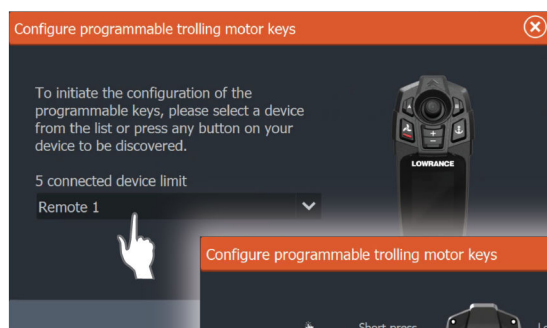 Configure programmable trolling motor keys
To initiate the configuration of the
programmable keys, please select a device
from the list or press any button on your
device to be discovered.
5 connected device limit
Remote 1
LOWRANCE
Configure programmable trolling motor keys
Short press